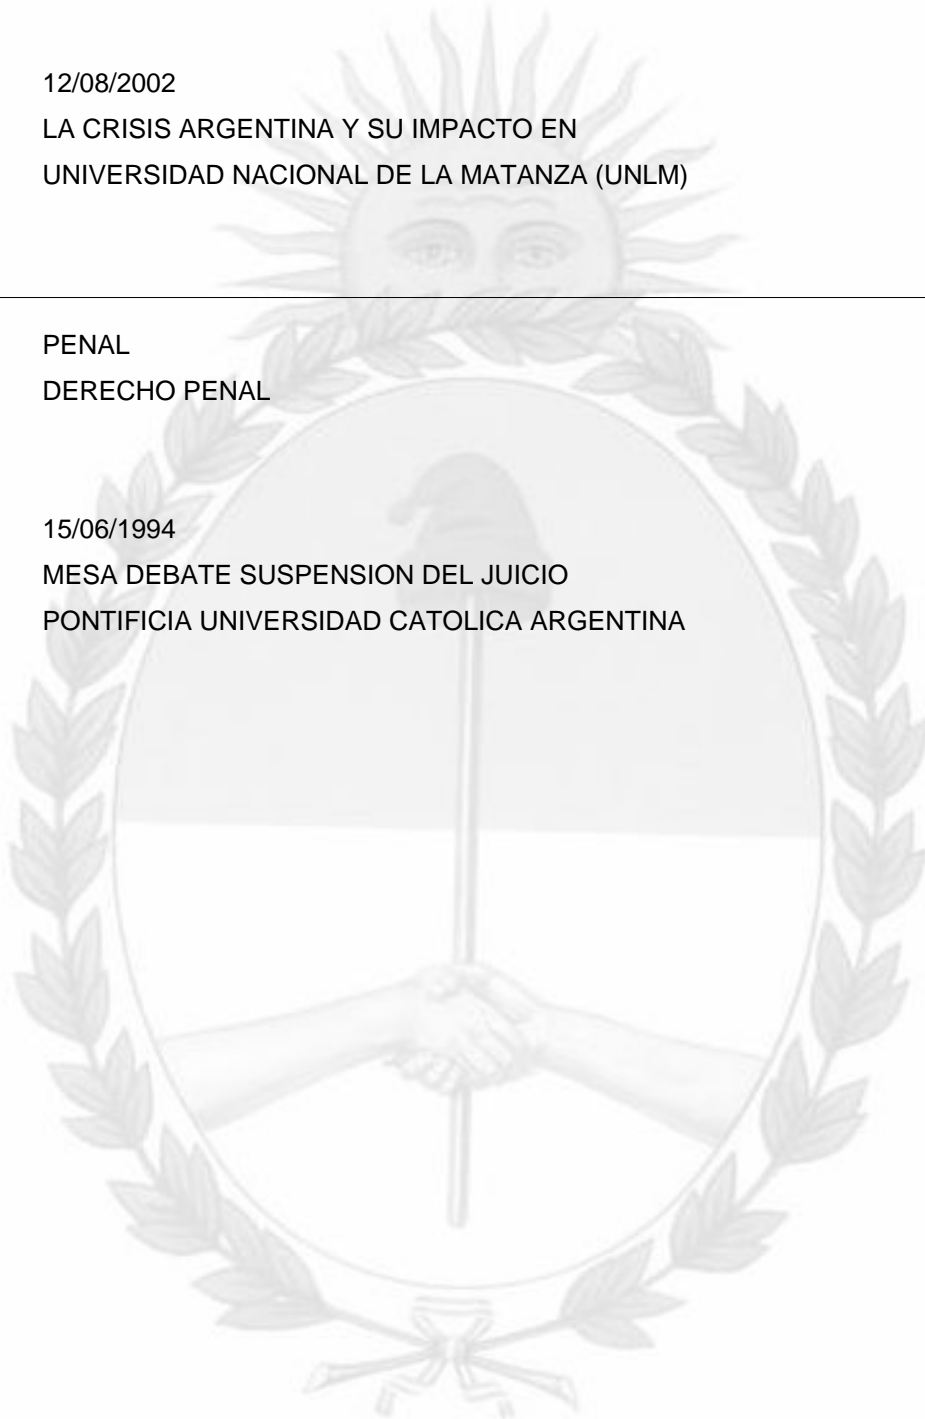 12/08/2002
LA CRISIS ARGENTINA Y SU IMPACTO EN
UNIVERSIDAD NACIONAL DE LA MATANZA (UNLM)
PENAL
DERECHO PENAL
15/06/1994
MESA DEBATE SUSPENSION DEL JUICIO
PONTIFICIA UNIVERSIDAD CATOLICA ARGENTINA